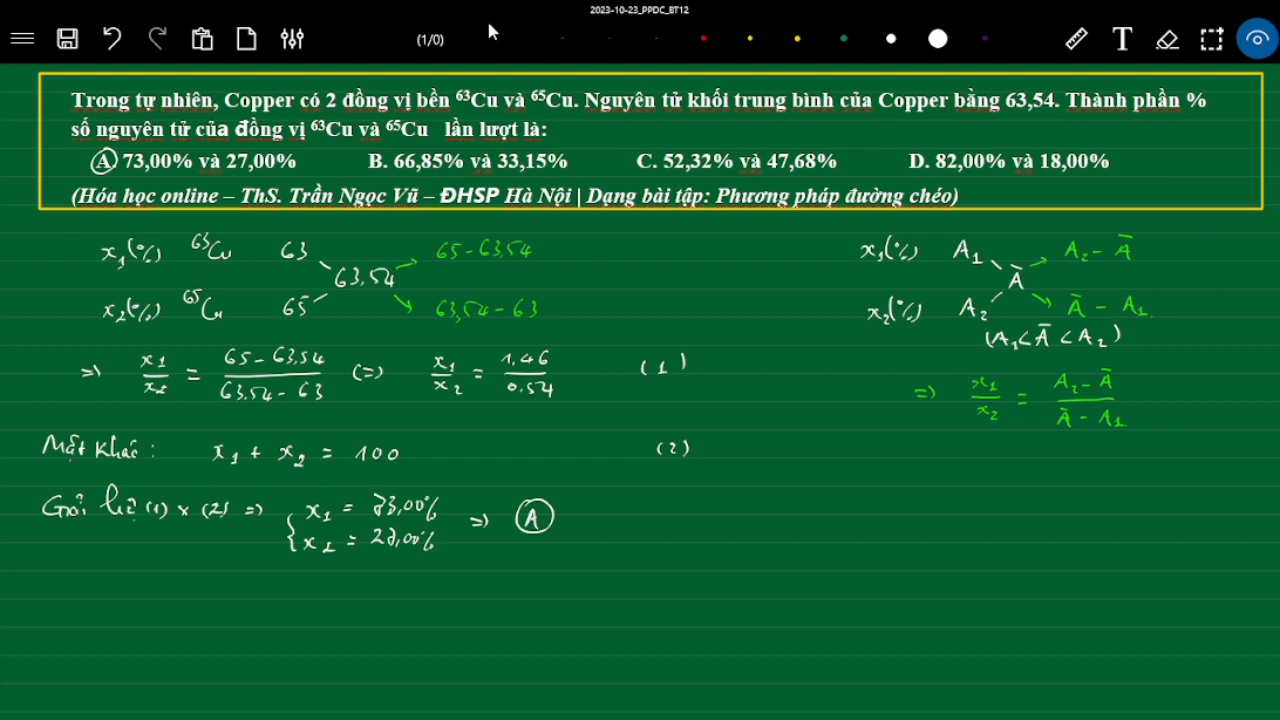 2023-10-23_PPDC_BT12
(1/0)
T
Trong tự nhiên, Copper có 2 đồng vị bền ⁶³Cu và ⁶⁵Cu. Nguyên tử khối trung bình của Copper bằng 63,54. Thành phần %
số nguyên tử của đồng vị ⁶³Cu và ⁶⁵Cu lần lượt là:
A. 73,00% và 27,00% B. 66,85% và 33,15% C. 52,32% và 47,68% D. 82,00% và 18,00%
(Hóa học online – ThS. Trần Ngọc Vũ – ĐHSP Hà Nội | Dạng bài tập: Phương pháp đường chéo)
x₁(%) ⁶³Cu 63 65 - 63,54
63,54
x₂(%) ⁶⁵Cu 65 63,54 - 63
x₁(%) A₁ A₂ - Ā
Ā
x₂(%) A₂ Ā - A₁
(A₁ < Ā < A₂)
=> x₁/x₂ = (65 - 63,54)/(63,54 - 63) (=) x₁/x₂ = 1,46/0,54 (1)
=> x₁/x₂ = (A₂ - Ā)/(Ā - A₁)
Mặt khác: x₁ + x₂ = 100 (2)
Giải hệ (1) x (2) => { x₁ = 73,00%
x₂ = 27,00% => A